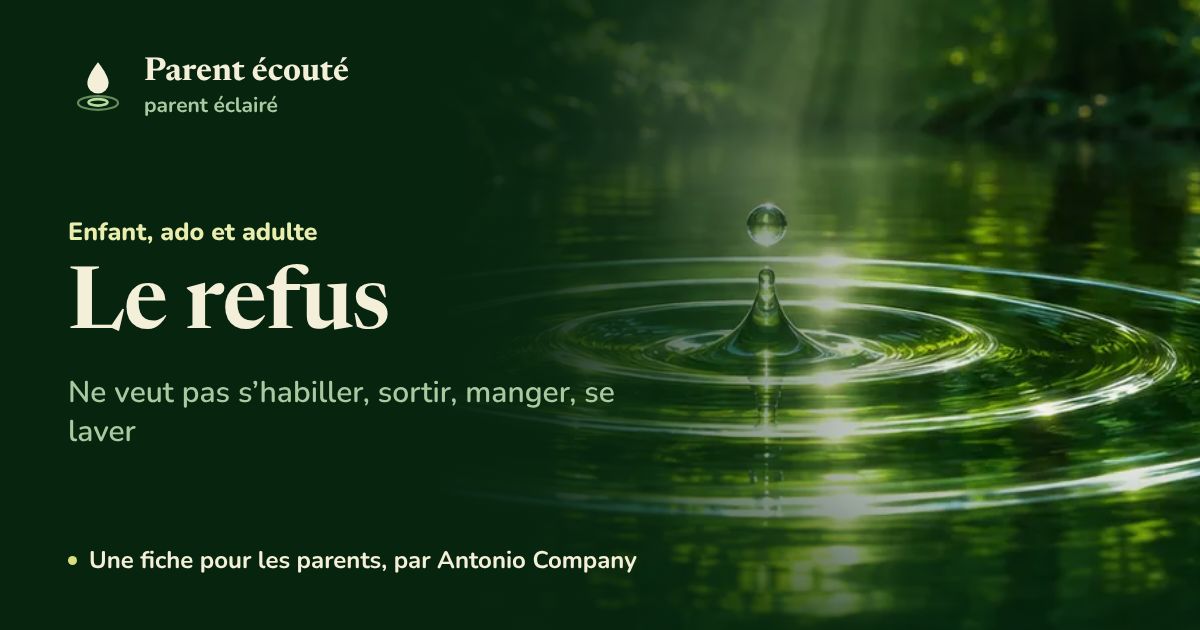 Parent écouté
parent éclairé
Enfant, ado et adulte
Le refus
Ne veut pas s’habiller, sortir, manger, se
laver
Une fiche pour les parents, par Antonio Company